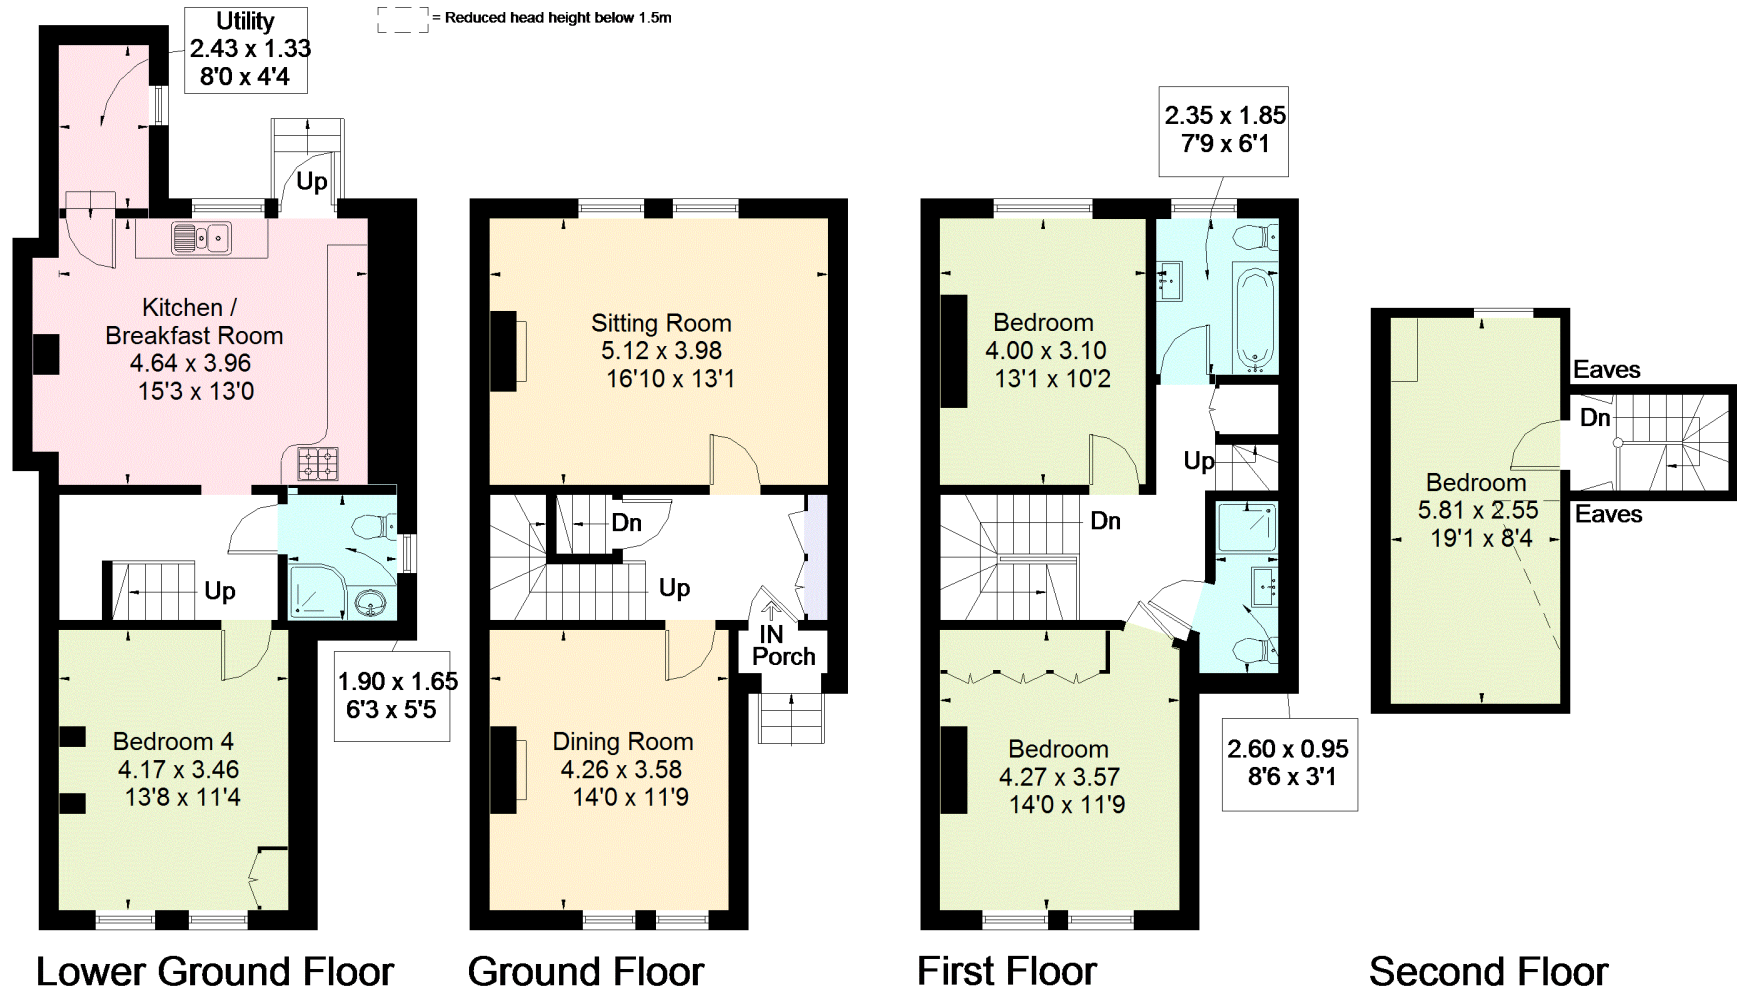 Utility
2.43 x 1.33
8'0 x 4'4
= Reduced head height below 1.5m
Up
Kitchen /
Breakfast Room
4.64 x 3.96
15'3 x 13'0
Up
1.90 x 1.65
6'3 x 5'5
Bedroom 4
4.17 x 3.46
13'8 x 11'4
Lower Ground Floor
Sitting Room
5.12 x 3.98
16'10 x 13'1
Dn
Up
IN
Porch
Dining Room
4.26 x 3.58
14'0 x 11'9
Ground Floor
2.35 x 1.85
7'9 x 6'1
Bedroom
4.00 x 3.10
13'1 x 10'2
Up
Dn
Bedroom
4.27 x 3.57
14'0 x 11'9
2.60 x 0.95
8'6 x 3'1
First Floor
Eaves
Dn
Bedroom
5.81 x 2.55
19'1 x 8'4
Eaves
Second Floor